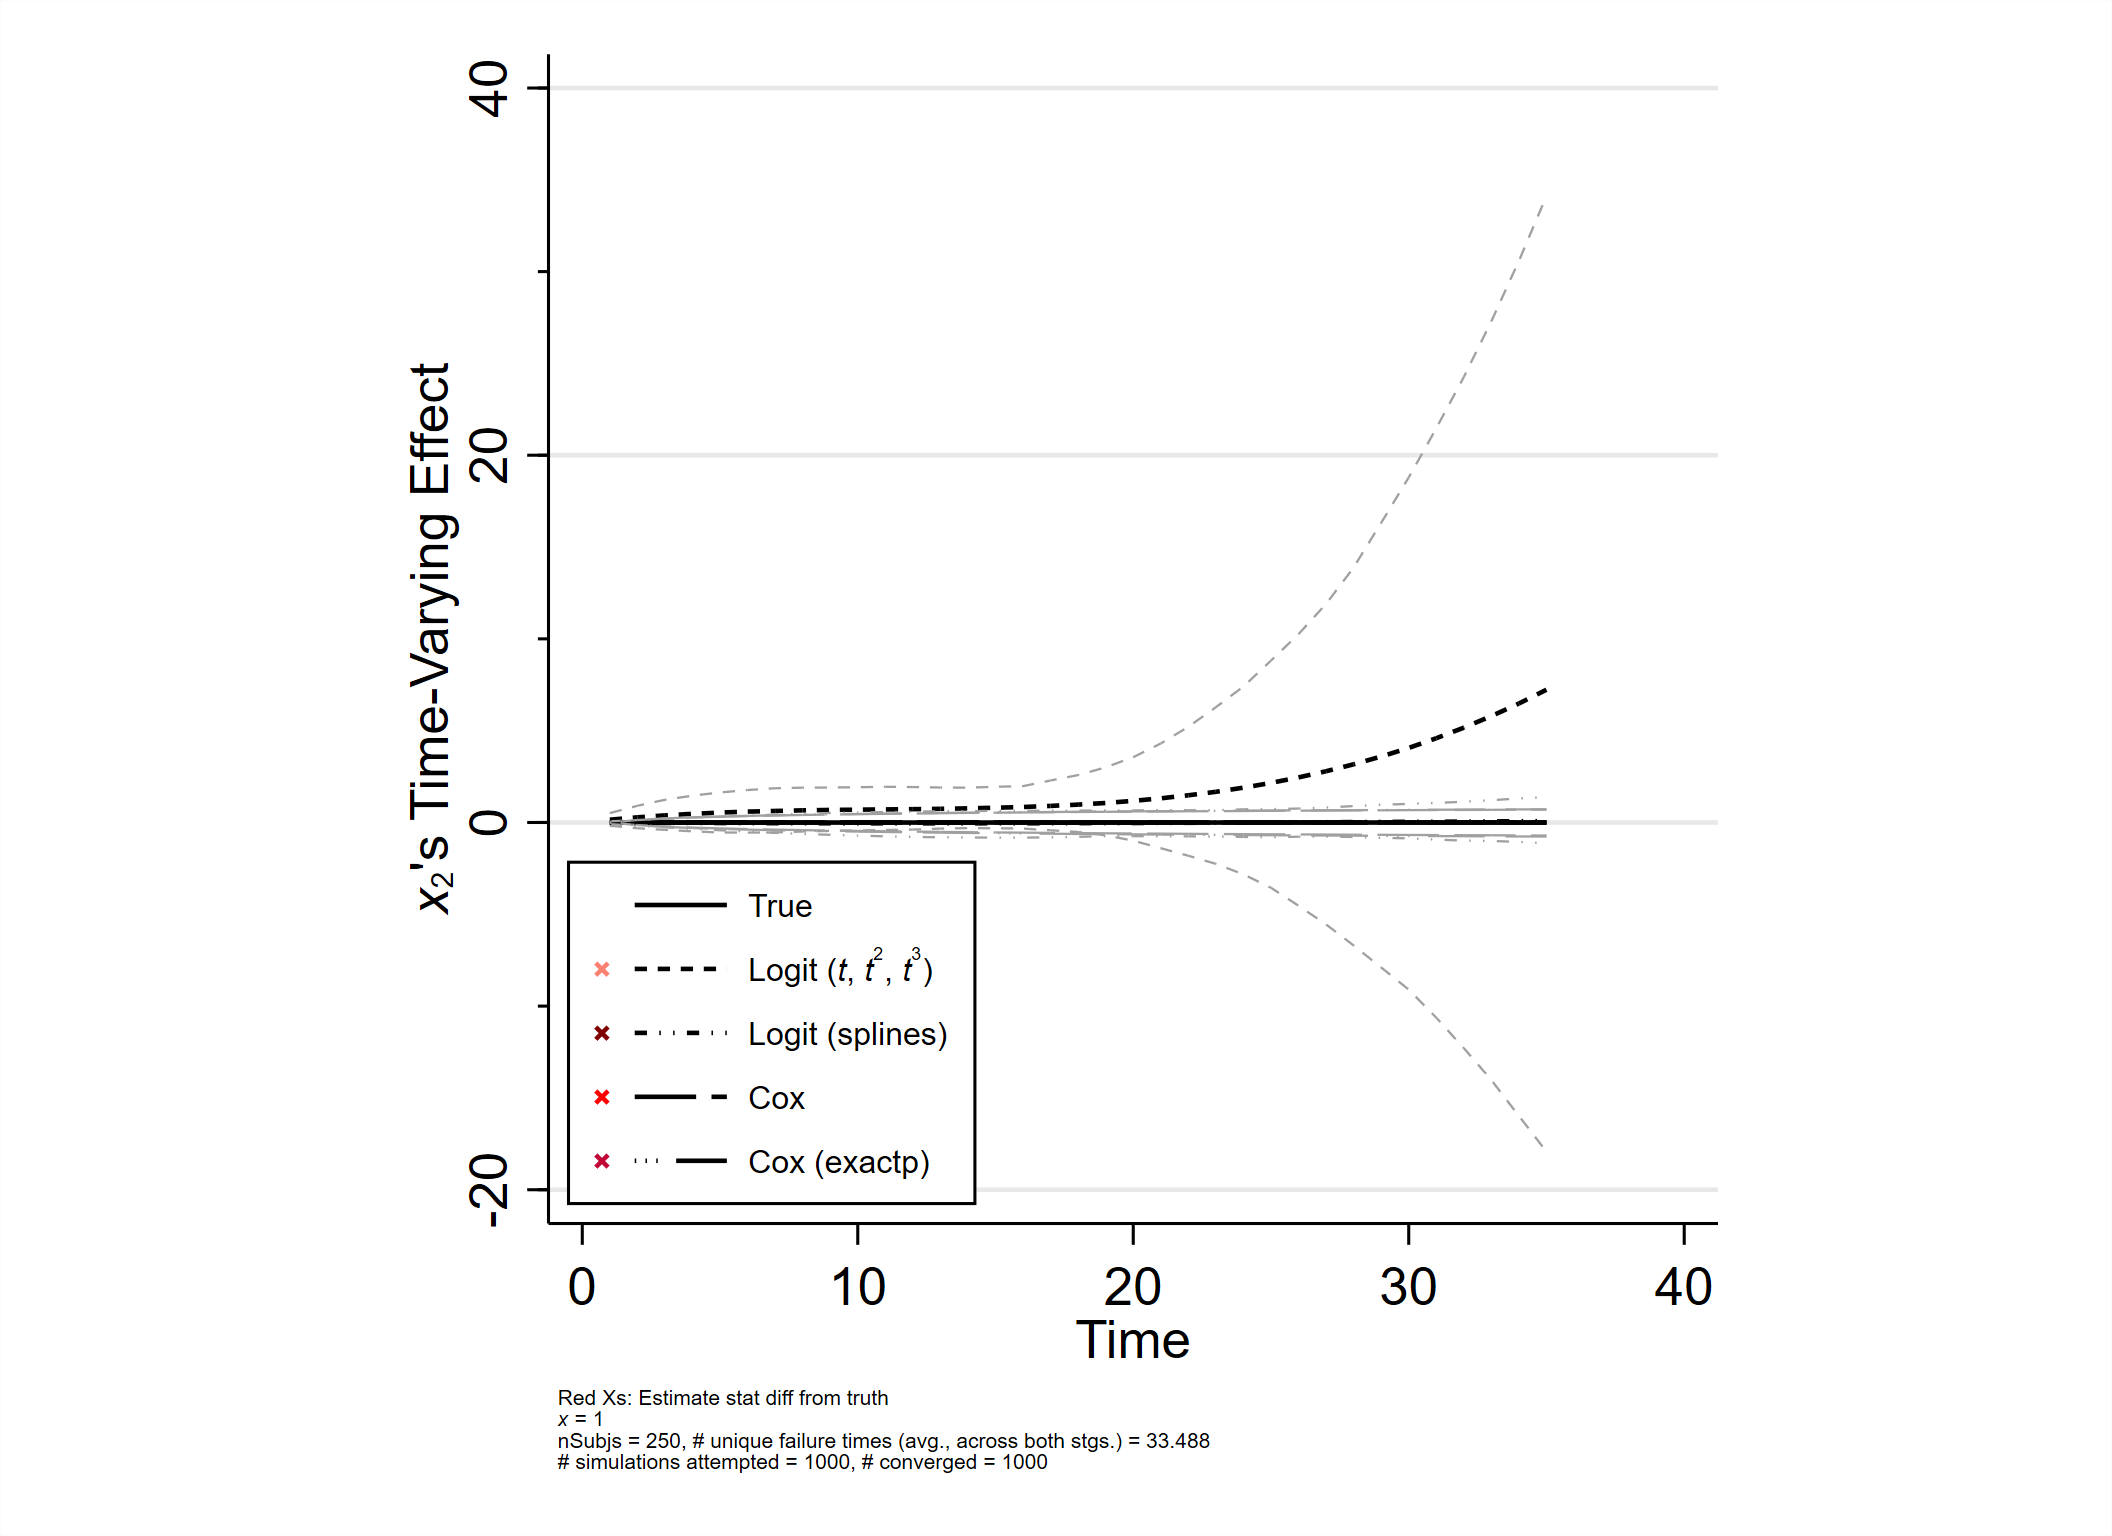 40
20
0
-20
x₂'s Time-Varying Effect
True
Logit (t, t², t³)
Logit (splines)
Cox
Cox (exactp)
0 10 20 30 40
Time
Red Xs: Estimate stat diff from truth
x = 1
nSubjs = 250, # unique failure times (avg., across both stgs.) = 33.488
# simulations attempted = 1000, # converged = 1000